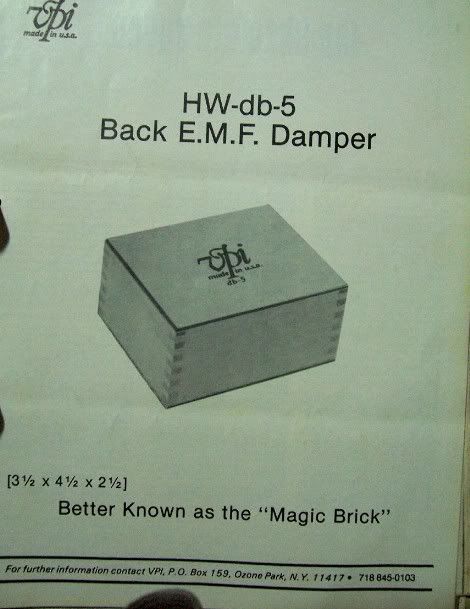 vpi
made in u.s.a.
HW-db-5
Back E.M.F. Damper
vpi
made in u.s.a.
db-5
[3½ x 4½ x 2½]
Better Known as the "Magic Brick"
For further information contact VPI, P.O. Box 159, Ozone Park, N.Y. 11417 • 718 845-0103